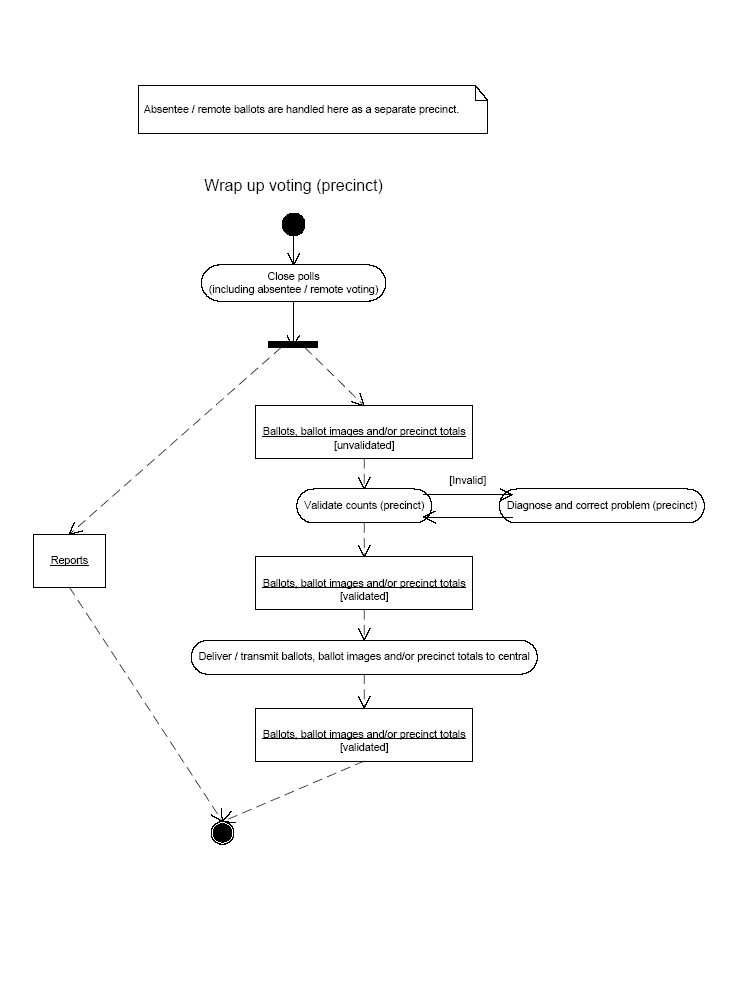 Absentee / remote ballots are handled here as a separate precinct.
Wrap up voting (precinct)
Close polls
(including absentee / remote voting)
Ballots, ballot images and/or precinct totals
[unvalidated]
[Invalid]
Validate counts (precinct)
Diagnose and correct problem (precinct)
Reports
Ballots, ballot images and/or precinct totals
[validated]
Deliver / transmit ballots, ballot images and/or precinct totals to central
Ballots, ballot images and/or precinct totals
[validated]